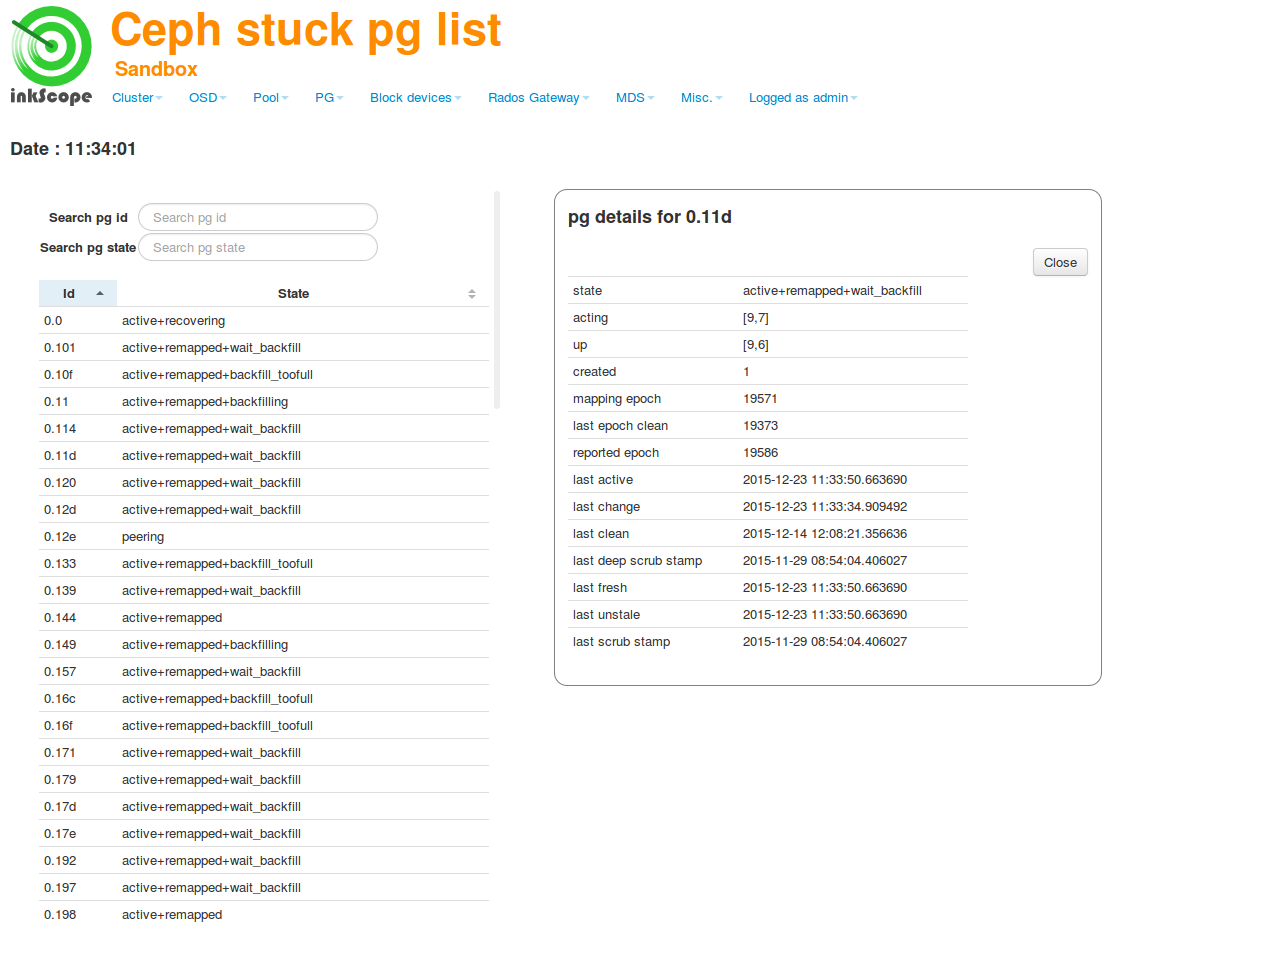 Ceph stuck pg list
Sandbox
inkScope
Cluster OSD Pool PG Block devices Rados Gateway MDS Misc. Logged as admin
Date : 11:34:01
Search pg id Search pg id
Search pg state Search pg state
Id State
0.0 active+recovering
0.101 active+remapped+wait_backfill
0.10f active+remapped+backfill_toofull
0.11 active+remapped+backfilling
0.114 active+remapped+wait_backfill
0.11d active+remapped+wait_backfill
0.120 active+remapped+wait_backfill
0.12d active+remapped+wait_backfill
0.12e peering
0.133 active+remapped+backfill_toofull
0.139 active+remapped+wait_backfill
0.144 active+remapped
0.149 active+remapped+backfilling
0.157 active+remapped+wait_backfill
0.16c active+remapped+backfill_toofull
0.16f active+remapped+backfill_toofull
0.171 active+remapped+wait_backfill
0.179 active+remapped+wait_backfill
0.17d active+remapped+wait_backfill
0.17e active+remapped+wait_backfill
0.192 active+remapped+wait_backfill
0.197 active+remapped+wait_backfill
0.198 active+remapped
pg details for 0.11d
Close
state active+remapped+wait_backfill
acting [9,7]
up [9,6]
created 1
mapping epoch 19571
last epoch clean 19373
reported epoch 19586
last active 2015-12-23 11:33:50.663690
last change 2015-12-23 11:33:34.909492
last clean 2015-12-14 12:08:21.356636
last deep scrub stamp 2015-11-29 08:54:04.406027
last fresh 2015-12-23 11:33:50.663690
last unstale 2015-12-23 11:33:50.663690
last scrub stamp 2015-11-29 08:54:04.406027